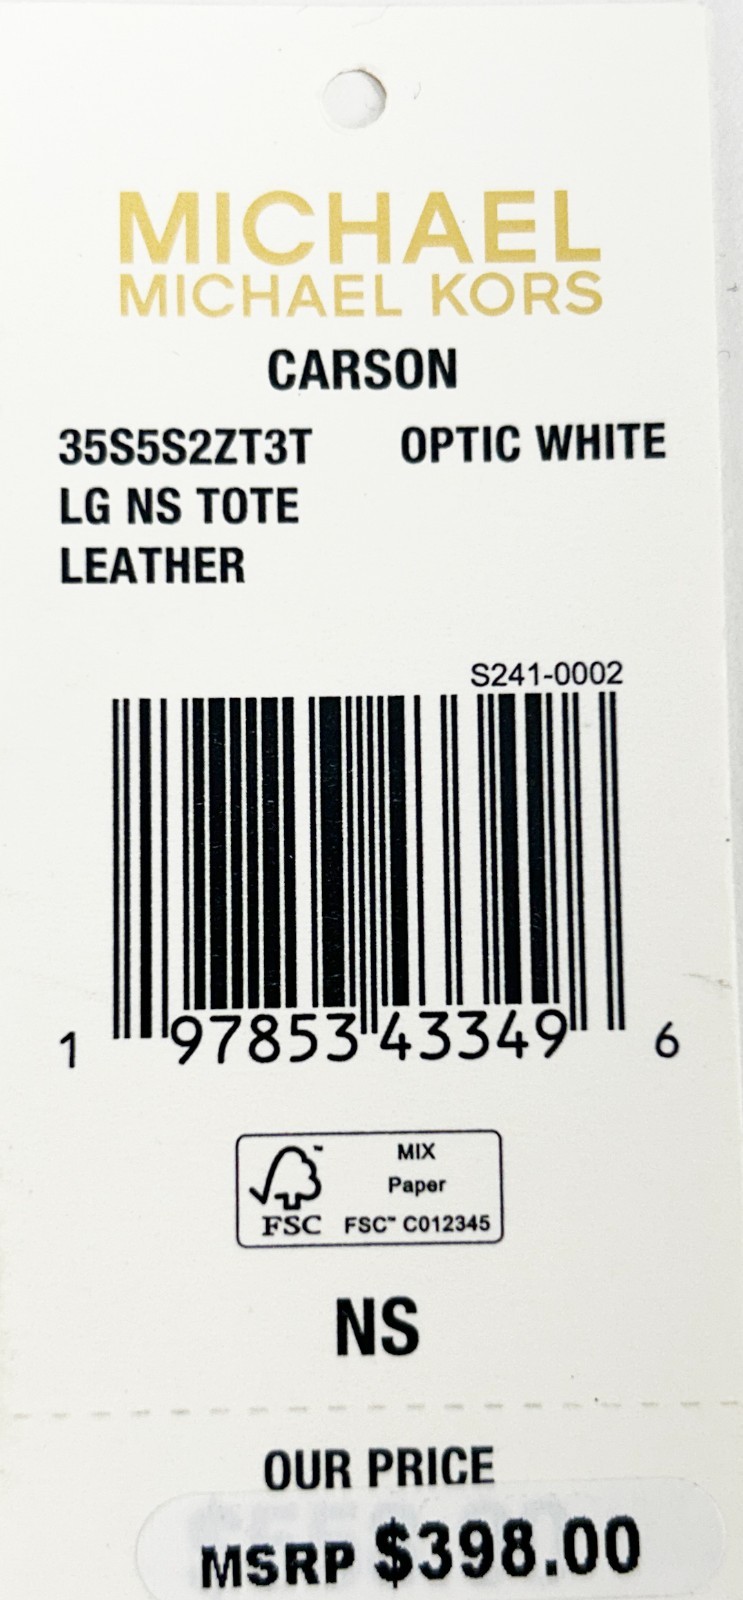 MICHAEL
MICHAEL KORS
CARSON
35S5S2ZT3T OPTIC WHITE
LG NS TOTE
LEATHER
S241-0002
1 97853 43349 6
MIX
Paper
FSC FSC™ C012345
NS
OUR PRICE
MSRP $398.00